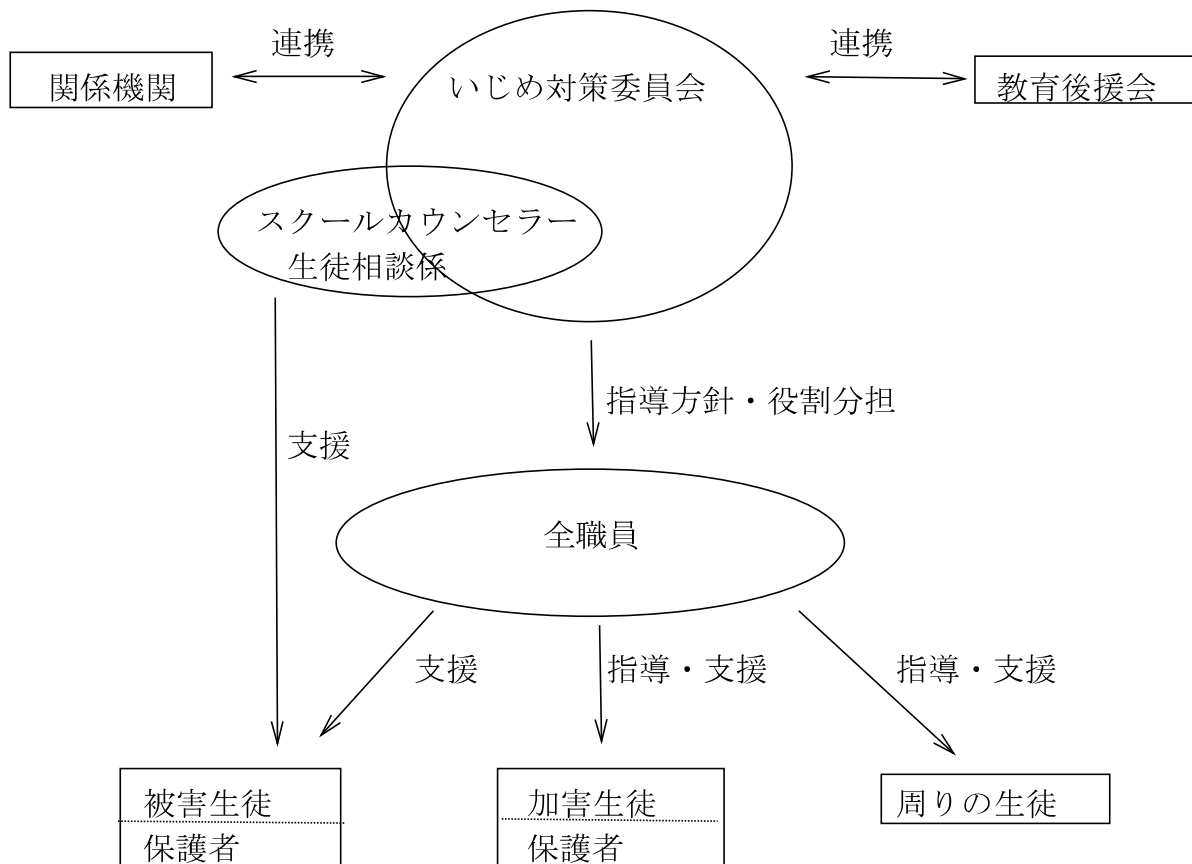 連携
連携
関係機関
いじめ対策委員会
教育後援会
スクールカウンセラー
生徒相談係
指導方針・役割分担
支援
全職員
支援
指導・支援
指導・支援
被害生徒
加害生徒
周りの生徒
保護者
保護者